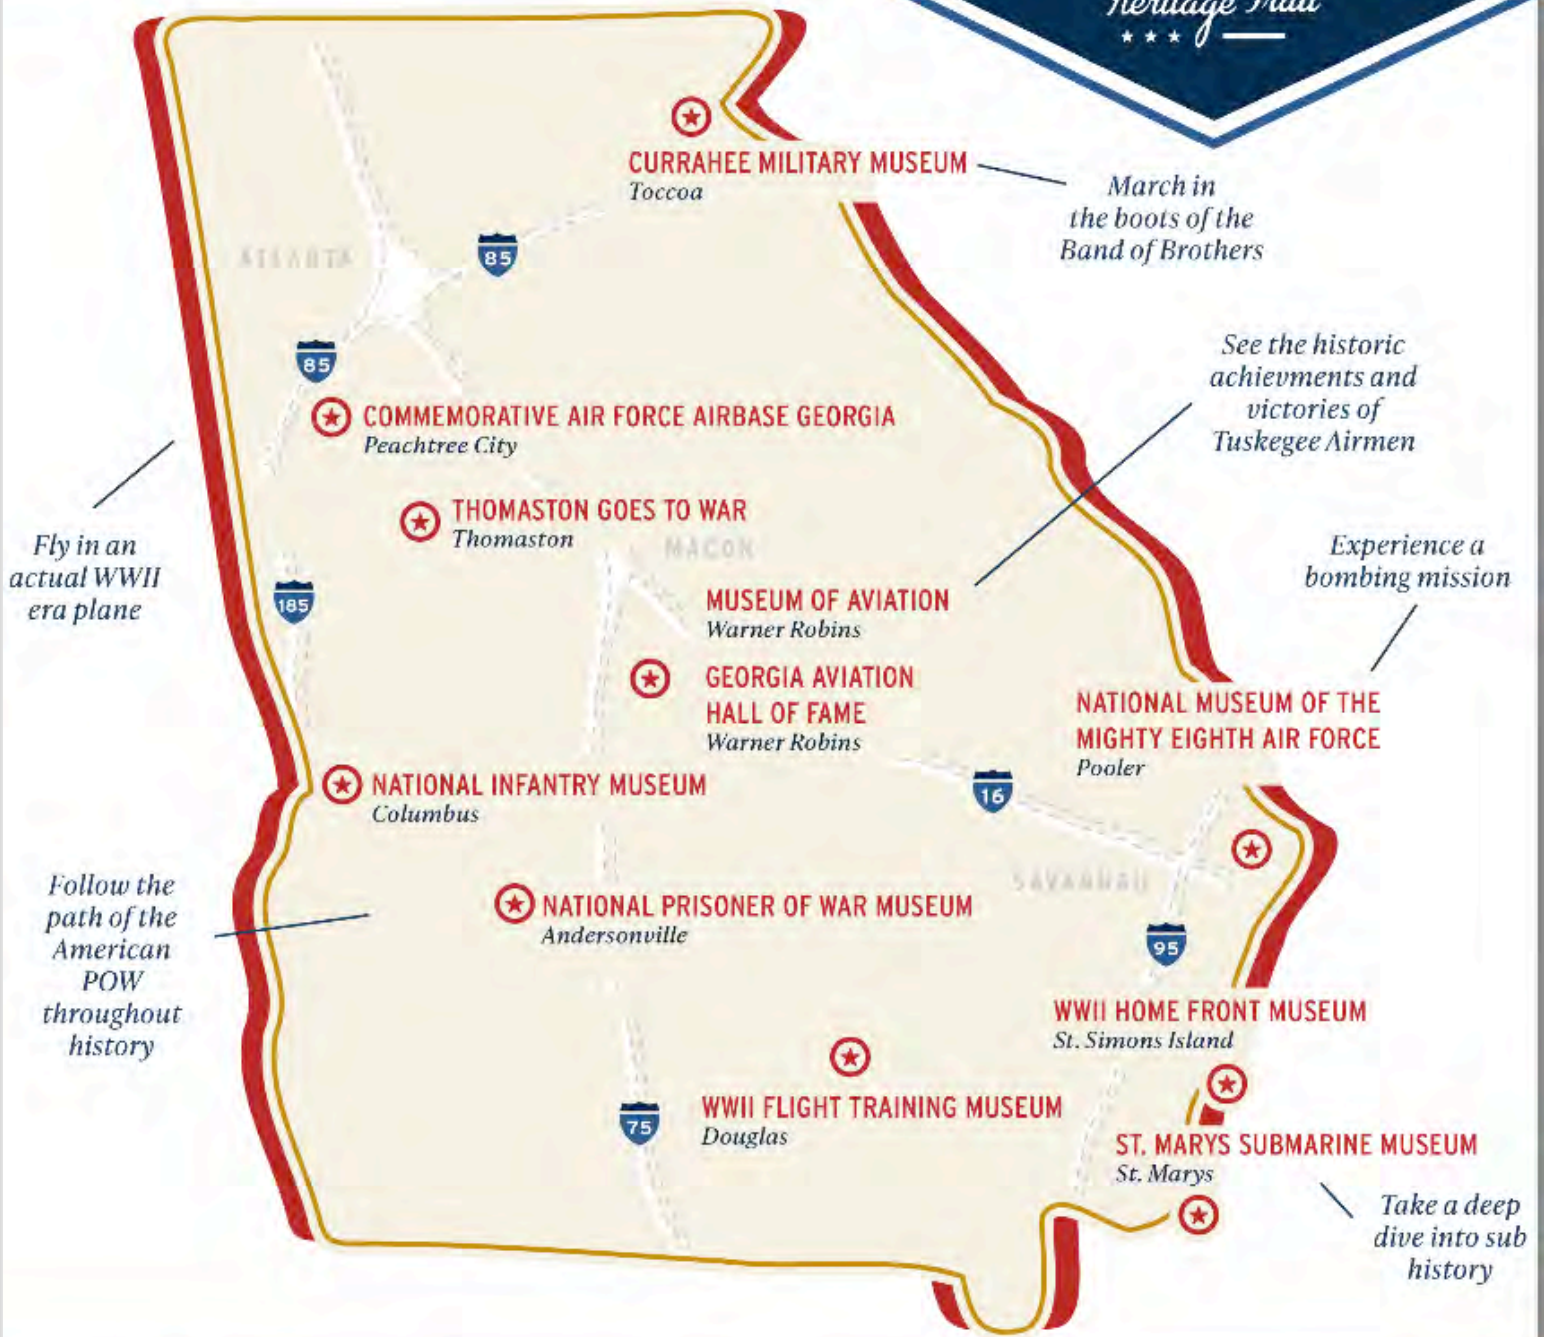 Heritage Trail
CURRAHEE MILITARY MUSEUM
Toccoa
March in
the boots of the
Band of Brothers
ATLANTA
85
See the historic
achievments and
victories of
Tuskegee Airmen
85
COMMEMORATIVE AIR FORCE AIRBASE GEORGIA
Peachtree City
Fly in an
actual WWII
era plane
THOMASTON GOES TO WAR
Thomaston
MACON
Experience a
bombing mission
185
MUSEUM OF AVIATION
Warner Robins
GEORGIA AVIATION
HALL OF FAME
Warner Robins
NATIONAL MUSEUM OF THE
MIGHTY EIGHTH AIR FORCE
Pooler
NATIONAL INFANTRY MUSEUM
Columbus
16
SAVANNAH
Follow the
path of the
American
POW
throughout
history
NATIONAL PRISONER OF WAR MUSEUM
Andersonville
95
WWII HOME FRONT MUSEUM
St. Simons Island
75
WWII FLIGHT TRAINING MUSEUM
Douglas
ST. MARYS SUBMARINE MUSEUM
St. Marys
Take a deep
dive into sub
history